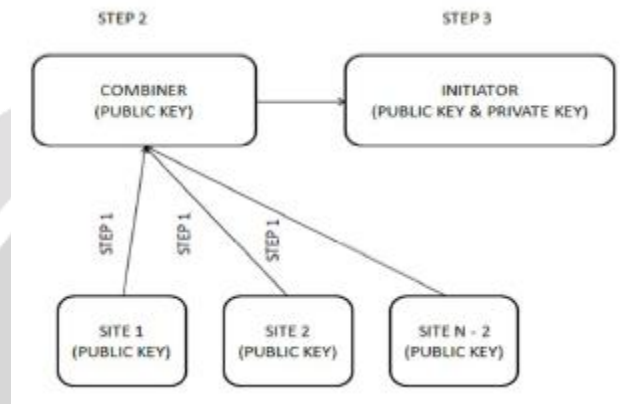 STEP 2
STEP 3
COMBINER
(PUBLIC KEY)
INITIATOR
(PUBLIC KEY & PRIVATE KEY)
STEP 1
STEP 1
STEP 1
SITE 1
(PUBLIC KEY)
SITE 2
(PUBLIC KEY)
SITE N - 2
(PUBLIC KEY)